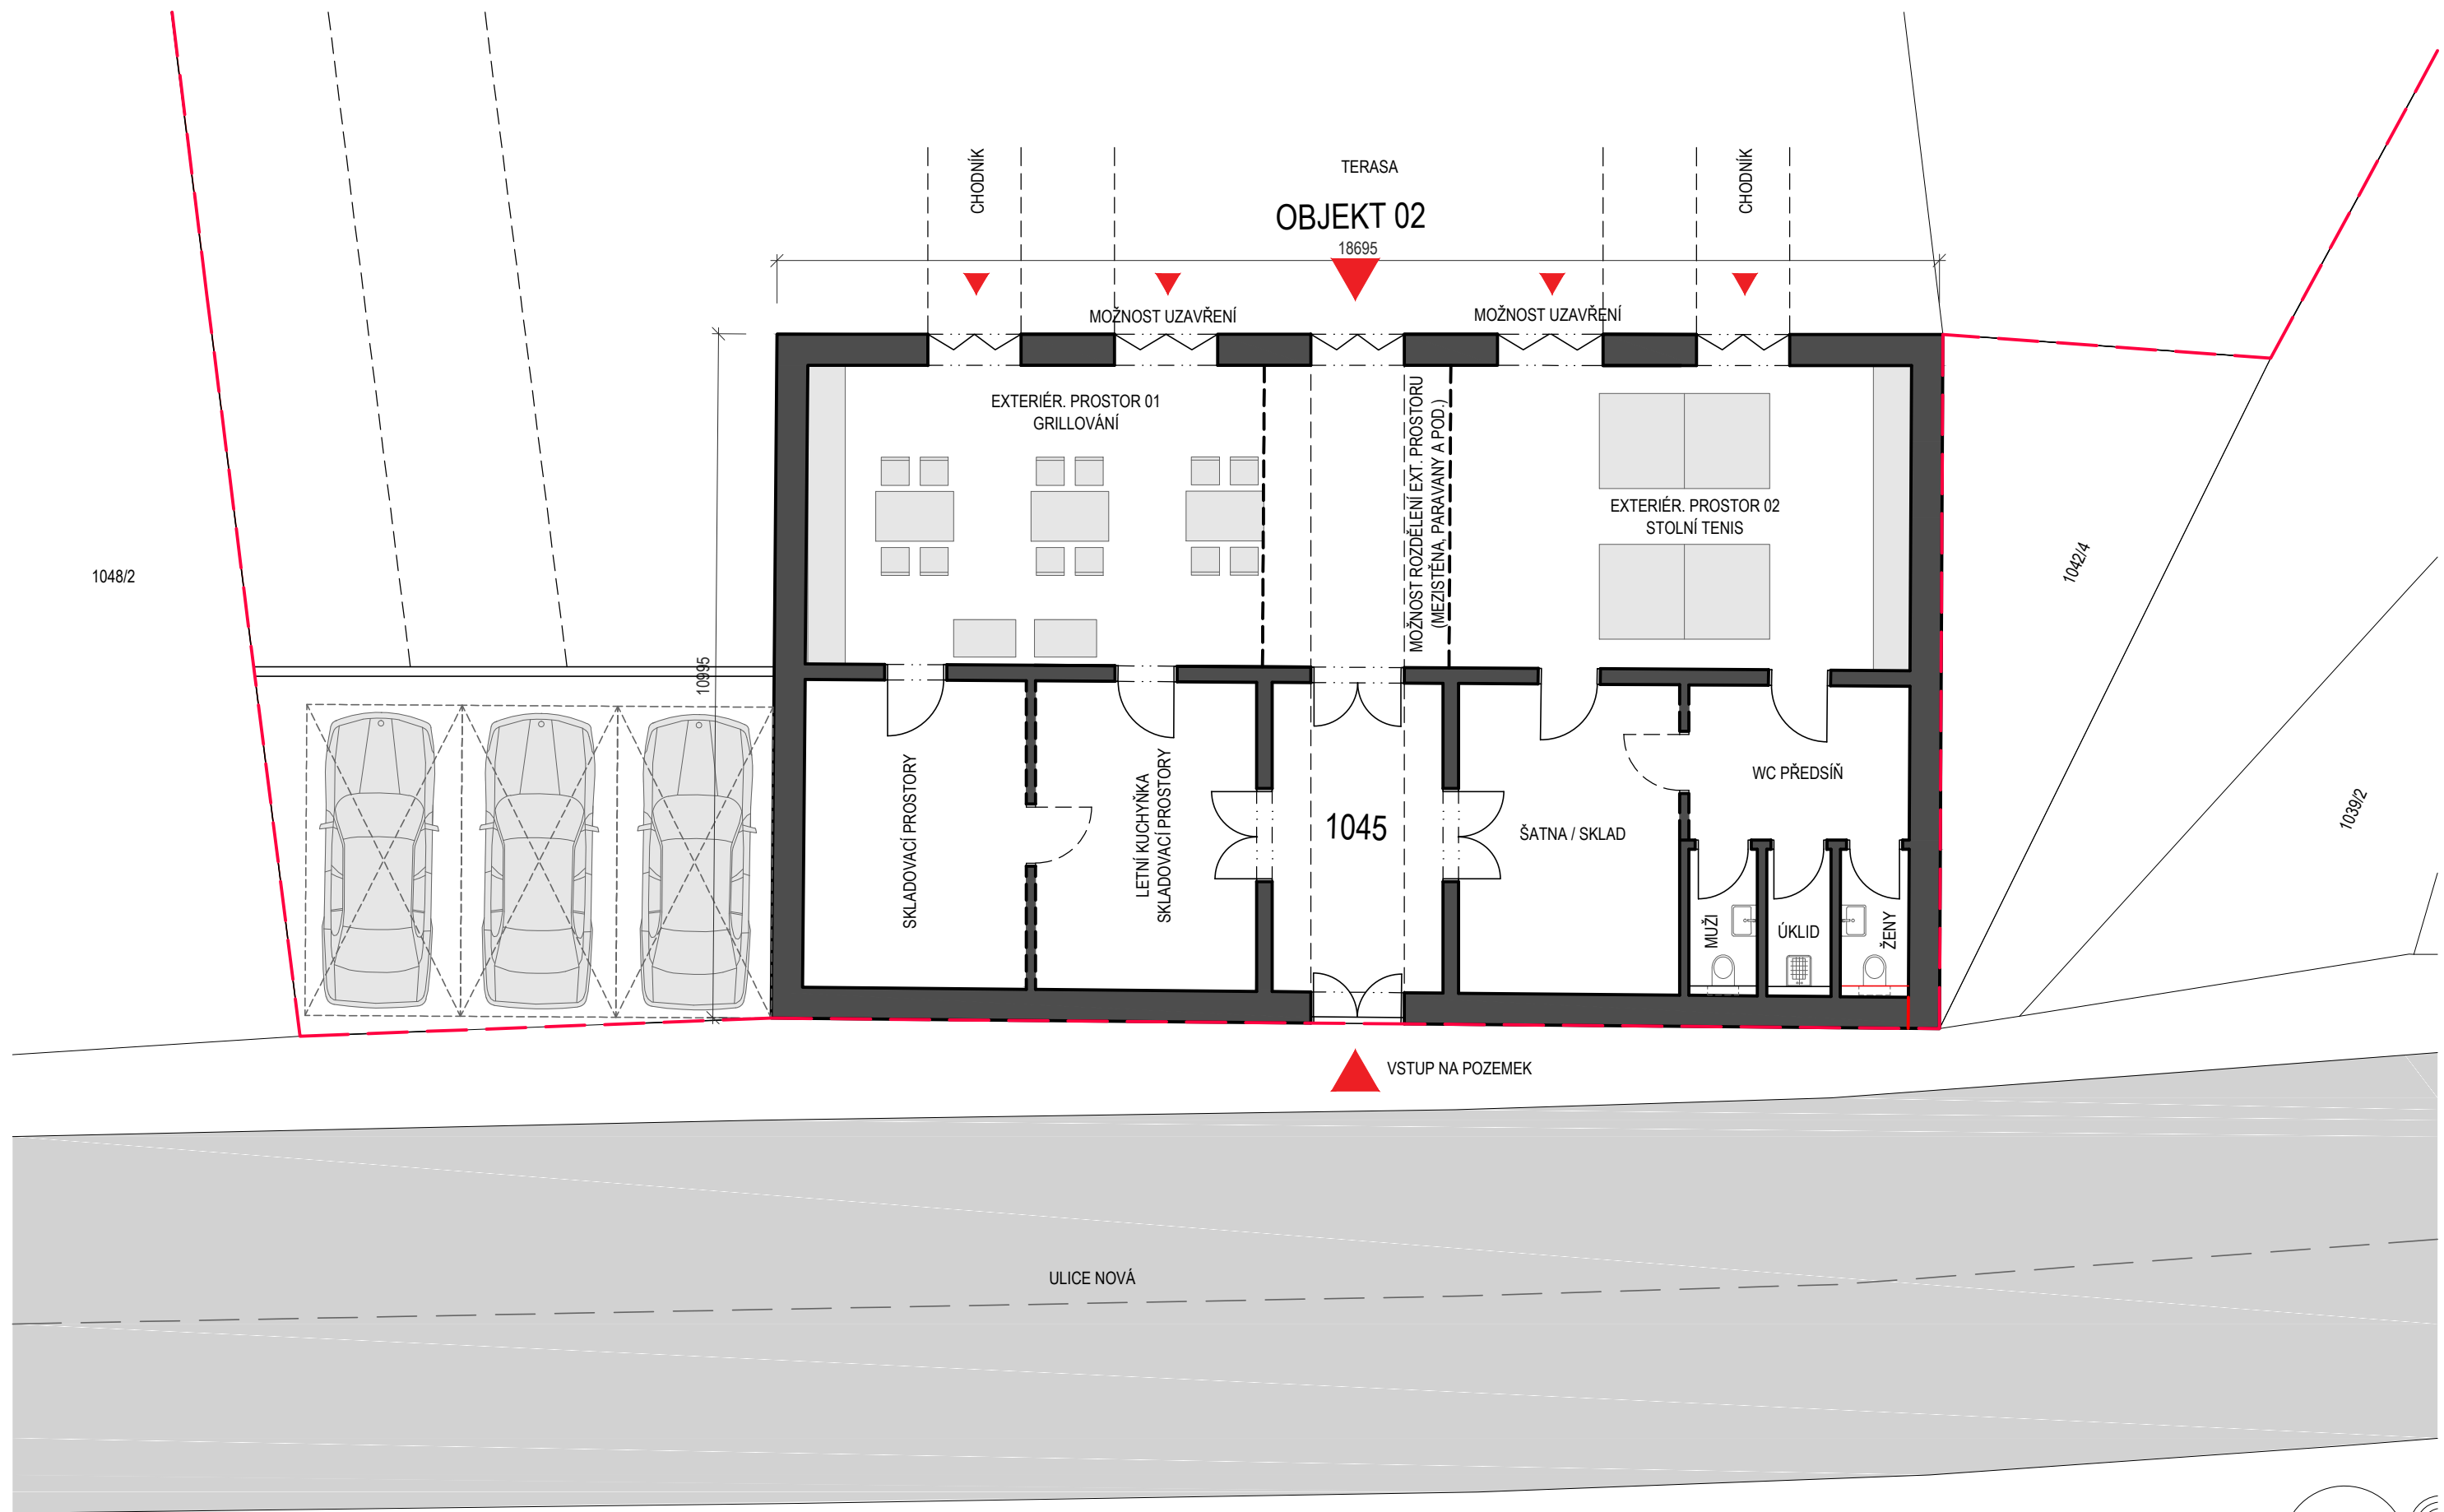 CHODNÍK
TERASA
CHODNÍK
OBJEKT 02
18695
MOŽNOST UZAVŘENÍ
MOŽNOST UZAVŘENÍ
EXTERIÉR. PROSTOR 01
GRILLOVÁNÍ
MOŽNOST ROZDĚLENÍ EXT. PROSTORU
(MEZISTĚNA, PARAVANY A POD.)
EXTERIÉR. PROSTOR 02
STOLNÍ TENIS
1048/2
1042/4
10995
1039/2
SKLADOVACÍ PROSTORY
LETNÍ KUCHYŇKA
SKLADOVACÍ PROSTORY
1045
ŠATNA / SKLAD
WC PŘEDSÍŇ
MUŽI
ÚKLID
ŽENY
VSTUP NA POZEMEK
ULICE NOVÁ